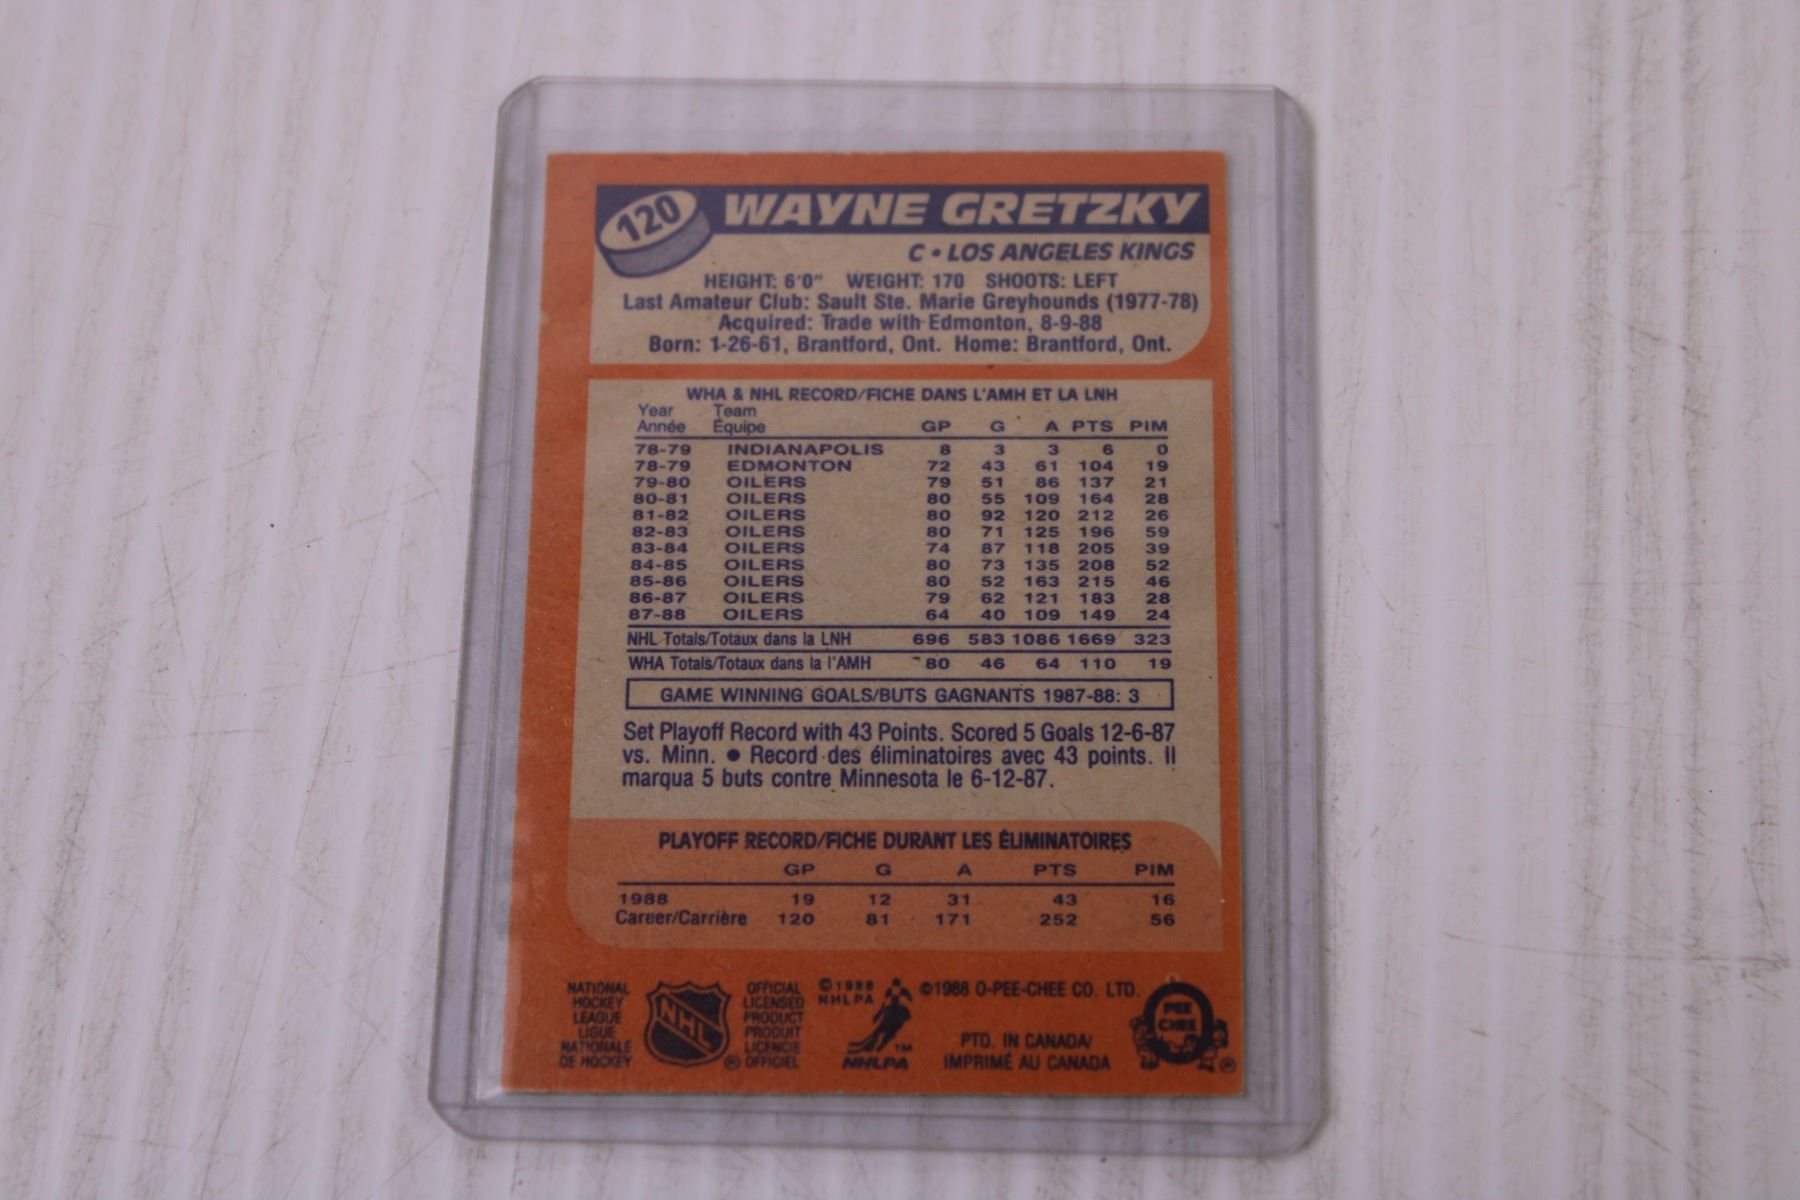 120 WAYNE GRETZKY
C • LOS ANGELES KINGS
HEIGHT: 6'0" WEIGHT: 170 SHOOTS: LEFT
Last Amateur Club: Sault Ste. Marie Greyhounds (1977-78)
Acquired: Trade with Edmonton, 8-9-88
Born: 1-26-61, Brantford, Ont. Home: Brantford, Ont.
WHA & NHL RECORD/FICHE DANS L'AMH ET LA LNH
Year Team
Année Équipe GP G A PTS PIM
78-79 INDIANAPOLIS 8 3 3 6 0
78-79 EDMONTON 72 43 61 104 19
79-80 OILERS 79 51 86 137 21
80-81 OILERS 80 55 109 164 28
81-82 OILERS 80 92 120 212 26
82-83 OILERS 80 71 125 196 59
83-84 OILERS 74 87 118 205 39
84-85 OILERS 80 73 135 208 52
85-86 OILERS 80 52 163 215 46
86-87 OILERS 79 62 121 183 28
87-88 OILERS 64 40 109 149 24
NHL Totals/Totaux dans la LNH 696 583 1086 1669 323
WHA Totals/Totaux dans la l'AMH 80 46 64 110 19
GAME WINNING GOALS/BUTS GAGNANTS 1987-88: 3
Set Playoff Record with 43 Points. Scored 5 Goals 12-6-87
vs. Minn. • Record des éliminatoires avec 43 points. Il
marqua 5 buts contre Minnesota le 6-12-87.
PLAYOFF RECORD/FICHE DURANT LES ÉLIMINATOIRES
GP G A PTS PIM
1988 19 12 31 43 16
Career/Carrière 120 81 171 252 56
NATIONAL
HOCKEY
LEAGUE
LIGUE
NATIONALE
DE HOCKEY
NHL
®
OFFICIAL
LICENSED
PRODUCT
PRODUIT
LICENCIE
OFFICIEL
©1988
NHLPA
TM
NHLPA
©1988 O-PEE-CHEE CO. LTD.
PTD. IN CANADA/
IMPRIMÉ AU CANADA
PEE
CHEE
®